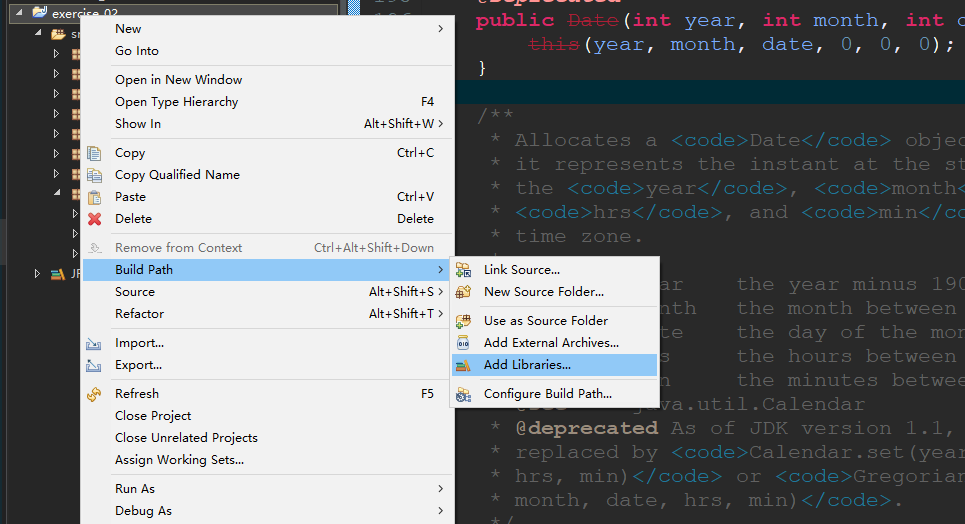 exercise_02
public Date(int year, int month, int
this(year, month, date, 0, 0, 0);
}
/**
* Allocates a <code>Date</code> objec
* it represents the instant at the st
* the <code>year</code>, <code>month<
* <code>hrs</code>, and <code>min</co
* time zone.
the year minus 190
the month between
the day of the mon
the hours between
the minutes betwee
java.util.Calendar
* @deprecated As of JDK version 1.1,
* replaced by <code>Calendar.set(year
* hrs, min)</code> or <code>Gregorian
* month, date, hrs, min)</code>.
*/
New
Go Into
Open in New Window
Open Type Hierarchy F4
Show In Alt+Shift+W
Copy Ctrl+C
Copy Qualified Name
Paste Ctrl+V
Delete Delete
Remove from Context Ctrl+Alt+Shift+Down
Build Path
Source Alt+Shift+S
Refactor Alt+Shift+T
Import...
Export...
Refresh F5
Close Project
Close Unrelated Projects
Assign Working Sets...
Run As
Debug As
Link Source...
New Source Folder...
Use as Source Folder
Add External Archives...
Add Libraries...
Configure Build Path...